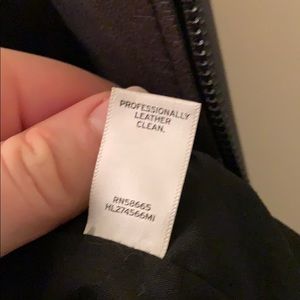 PROFESSIONALLY
LEATHER
CLEAN.
RN58665
HL274566MI